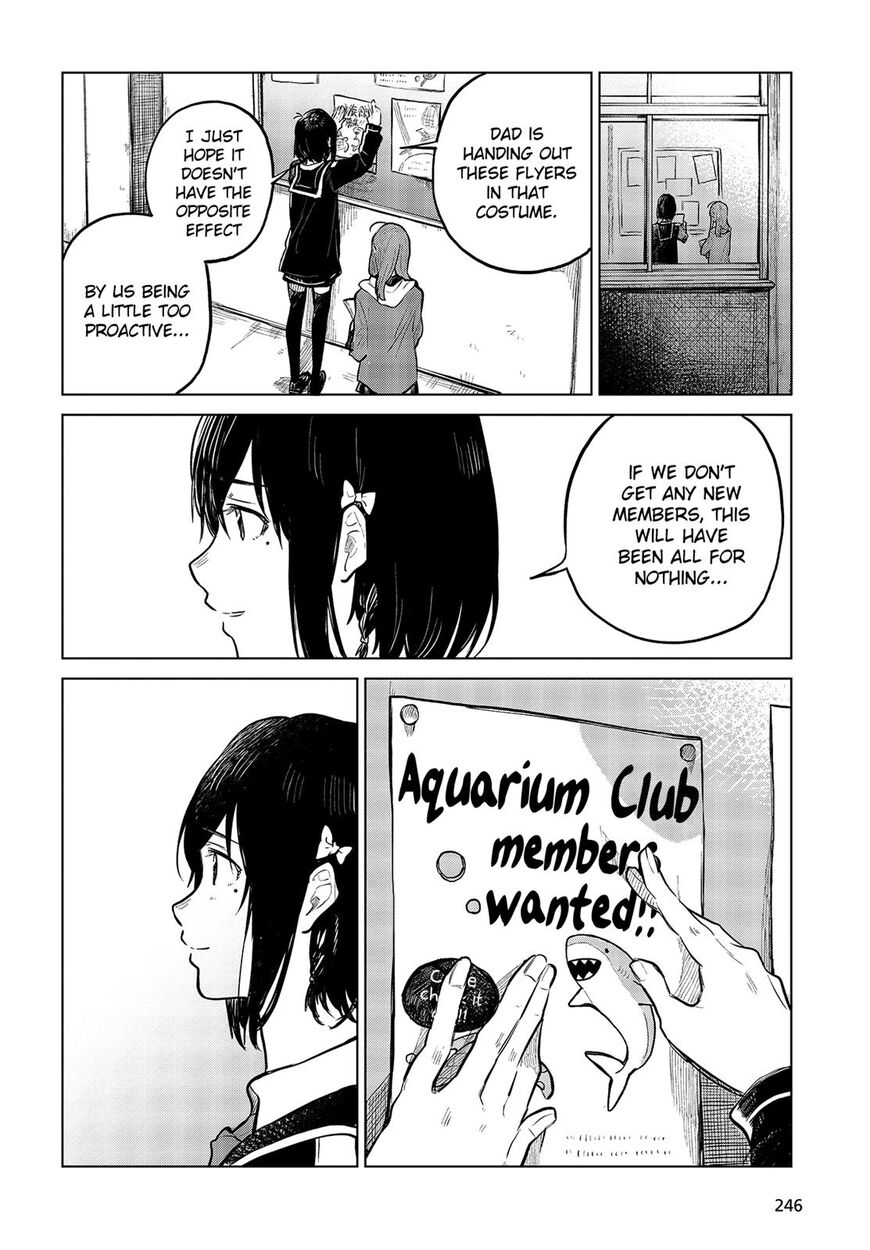 DAD IS
HANDING OUT
THESE FLYERS
IN THAT
COSTUME.
I JUST
HOPE IT
DOESN'T
HAVE THE
OPPOSITE
EFFECT
BY US BEING
A LITTLE TOO
PROACTIVE...
IF WE DON'T
GET ANY NEW
MEMBERS, THIS
WILL HAVE
BEEN ALL FOR
NOTHING...
Aquarium Club
members
wanted!!
it
246